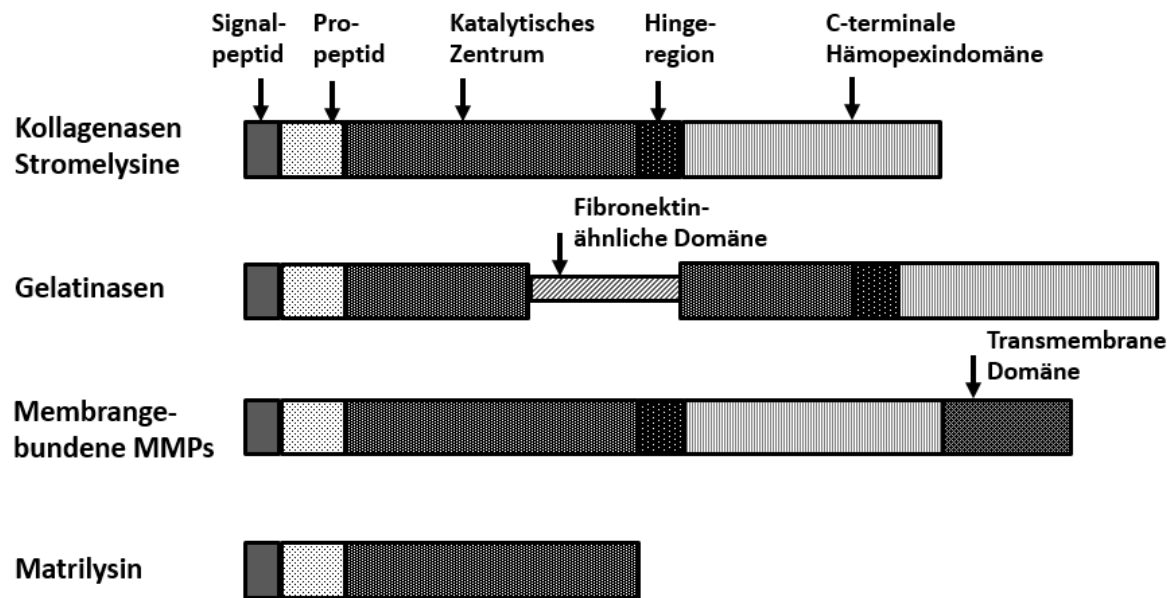 Signal-
peptid
Pro-
peptid
Katalytisches
Zentrum
Hinge-
region
C-terminale
Hämopexindomäne
Kollagenasen
Stromelysine
Fibronektin-
ähnliche Domäne
Gelatinasen
Transmembrane
Domäne
Membrange-
bundene MMPs
Matrilysin